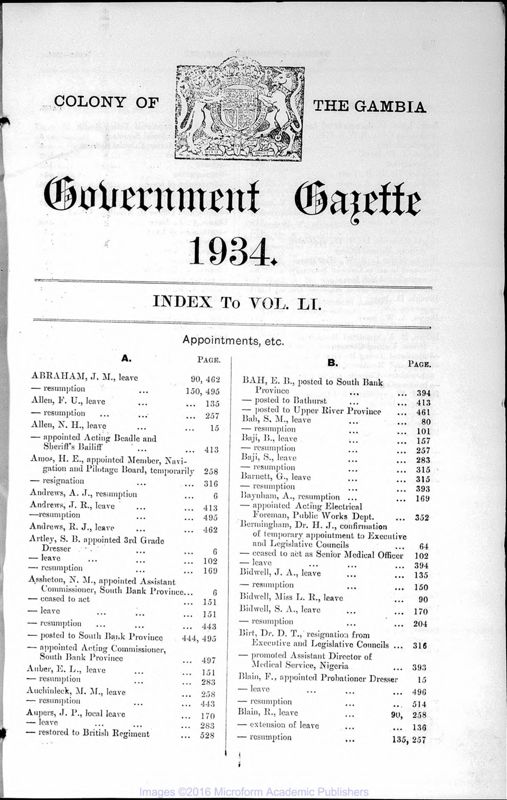 COLONY OF THE GAMBIA
Government Gazette
1934.
INDEX To VOL. LI.
Appointments, etc.
A.
PAGE.
ABRAHAM, J. M., leave 90, 462
— resumption ... 150, 495
Allen, F. U., leave ... ... 135
— resumption ... ... ... 257
Allen, N. H., leave ... ... 15
— appointed Acting Beadle and
Sheriff's Bailiff ... ... 413
Amos, H. E., appointed Member, Navi-
gation and Pilotage Board, temporarily 258
— resignation ... ... 316
Andrews, A. J., resumption ... 6
Andrews, J. R., leave ... ... 413
—resumption ... ... 495
Andrews, R. J., leave ... ... 462
Artley, S. B. appointed 3rd Grade
Dresser ... ... ... 6
— leave ... ... ... 102
— resumption ... ... 169
Assheton, N. M., appointed Assistant
Commissioner, South Bank Province... 6
— ceased to act ... ... 151
— leave ... ... ... 151
— resumption ... ... ... 443
— posted to South Bank Province 444, 495
— appointed Acting Commissioner,
South Bank Province ... ... 497
Auber, E. L., leave ... ... 151
— resumption ... ... 283
Auchinleck, M. M., leave ... 258
— resumption ... ... 443
Aupers, J. P., local leave ... 170
— leave ... ... ... 283
— restored to British Regiment ... 528
B.
PAGE.
BAH, E. B., posted to South Bank
Province ... ... 394
— posted to Bathurst ... ... 413
— posted to Upper River Province ... 461
Bah, S. M., leave ... ... 80
— resumption ... ... 101
Baji, B., leave ... ... 157
— resumption ... ... 257
Baji, S., leave ... ... 283
— resumption ... ... 315
Barnett, G., leave ... ... 315
— resumption ... ... 393
Baynham, A., resumption ... ... 169
— appointed Acting Electrical
Foreman, Public Works Dept. ... 352
Bermingham, Dr. H. J., confirmation
of temporary appointment to Executive
and Legislative Councils ... ... 64
— ceased to act as Senior Medical Officer 102
— leave ... ... ... ... 394
Bidwell, J. A., leave ... ... 135
— resumption ... ... 150
Bidwell, Miss L. R., leave ... 90
Bidwell, S. A., leave ... ... 170
— resumption ... ... 204
Birt, Dr. D. T., resignation from
Executive and Legislative Councils ... 316
— promoted Assistant Director of
Medical Service, Nigeria ... 393
Blain, F., appointed Probationer Dresser 15
— leave ... ... ... 496
— resumption ... ... 514
Blain, R., leave ... 90, 258
— extension of leave ... ... 136
— resumption ... 135, 257
Images ©2016 Microform Academic Publishers